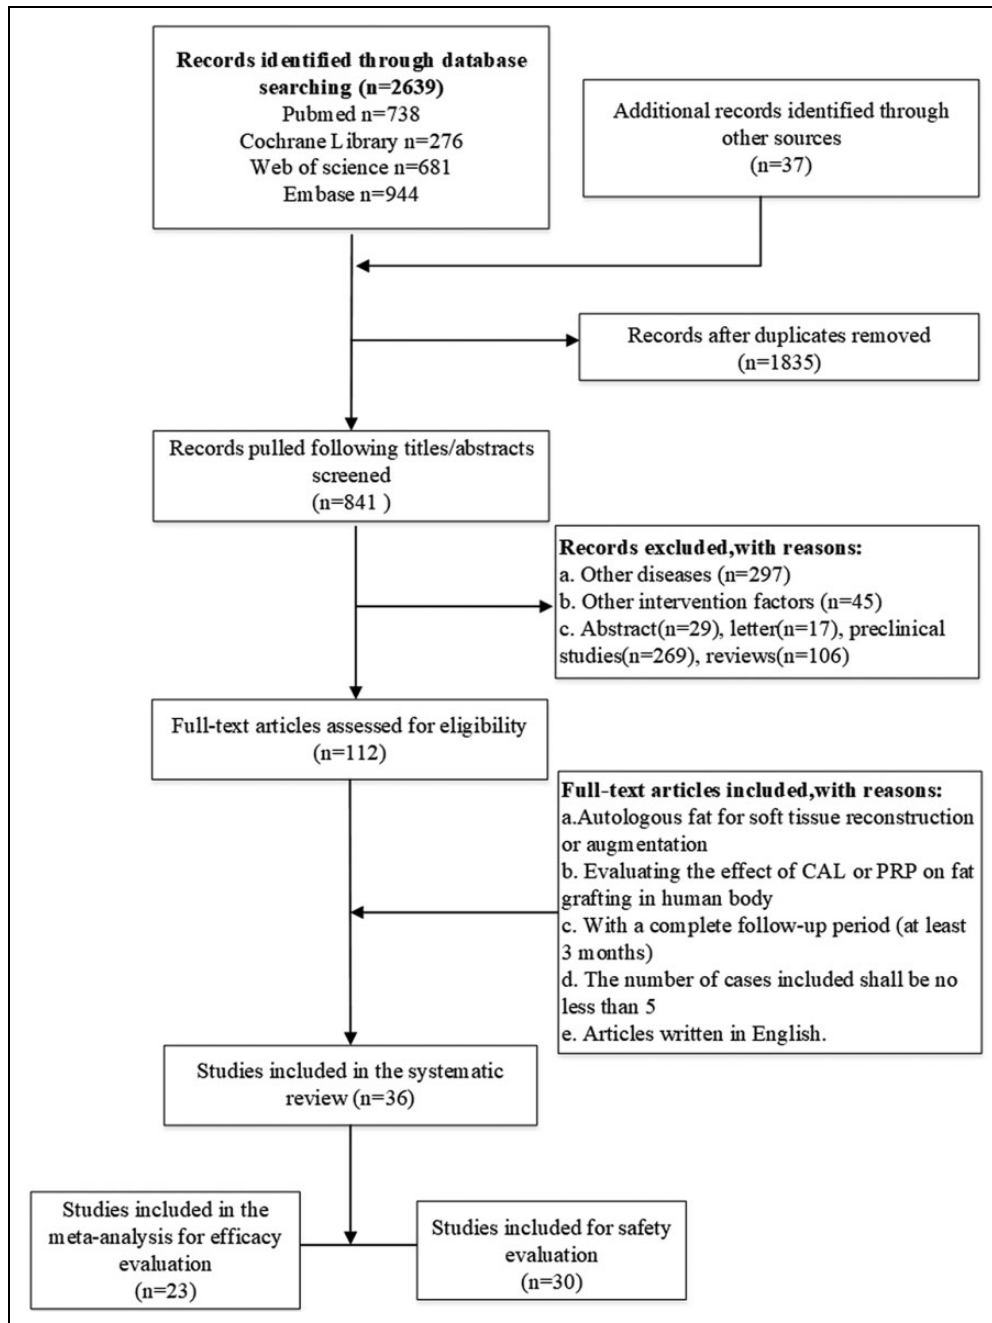 Records identified through database
searching (n=2639)
Pubmed n=738
Cochrane Library n=276
Web of science n=681
Embase n=944
Additional records identified through
other sources
(n=37)
Records after duplicates removed
(n=1835)
Records pulled following titles/abstracts
screened
(n=841 )
Records excluded,with reasons:
a. Other diseases (n=297)
b. Other intervention factors (n=45)
c. Abstract(n=29), letter(n=17), preclinical
studies(n=269), reviews(n=106)
Full-text articles assessed for eligibility
(n=112)
Full-text articles included,with reasons:
a.Autologous fat for soft tissue reconstruction
or augmentation
b. Evaluating the effect of CAL or PRP on fat
grafting in human body
c. With a complete follow-up period (at least
3 months)
d. The number of cases included shall be no
less than 5
e. Articles written in English.
Studies included in the systematic
review (n=36)
Studies included in the
meta-analysis for efficacy
evaluation
(n=23)
Studies included for safety
evaluation
(n=30)